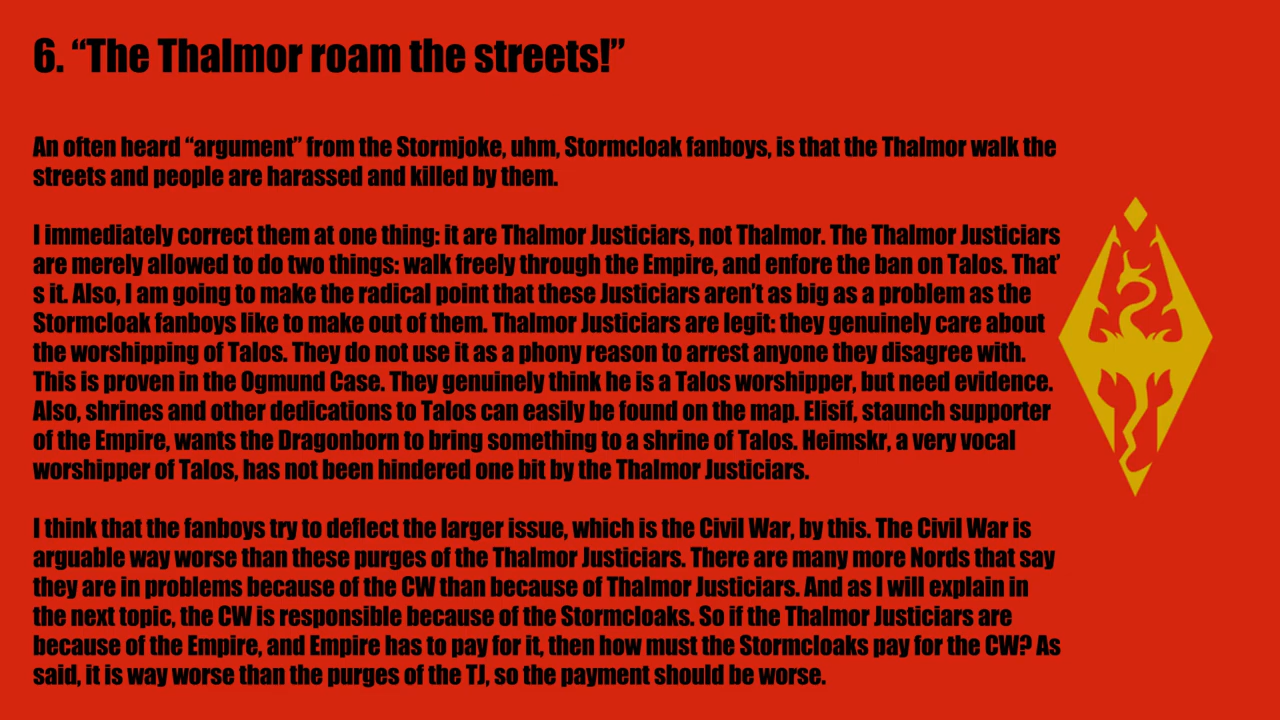 6. “The Thalmor roam the streets!”
An often heard “argument” from the Stormjoke, uhm, Stormcloak fanboys, is that the Thalmor walk the
streets and people are harassed and killed by them.
I immediately correct them at one thing: it are Thalmor Justiciars, not Thalmor. The Thalmor Justiciars
are merely allowed to do two things: walk freely through the Empire, and enfore the ban on Talos. That’
s it. Also, I am going to make the radical point that these Justiciars aren’t as big as a problem as the
Stormcloak fanboys like to make out of them. Thalmor Justiciars are legit: they genuinely care about
the worshipping of Talos. They do not use it as a phony reason to arrest anyone they disagree with.
This is proven in the Ogmund Case. They genuinely think he is a Talos worshipper, but need evidence.
Also, shrines and other dedications to Talos can easily be found on the map. Elisif, staunch supporter
of the Empire, wants the Dragonborn to bring something to a shrine of Talos. Heimskr, a very vocal
worshipper of Talos, has not been hindered one bit by the Thalmor Justiciars.
I think that the fanboys try to deflect the larger issue, which is the Civil War, by this. The Civil War is
arguable way worse than these purges of the Thalmor Justiciars. There are many more Nords that say
they are in problems because of the CW than because of Thalmor Justiciars. And as I will explain in
the next topic, the CW is responsible because of the Stormcloaks. So if the Thalmor Justiciars are
because of the Empire, and Empire has to pay for it, then how must the Stormcloaks pay for the CW? As
said, it is way worse than the purges of the TJ, so the payment should be worse.